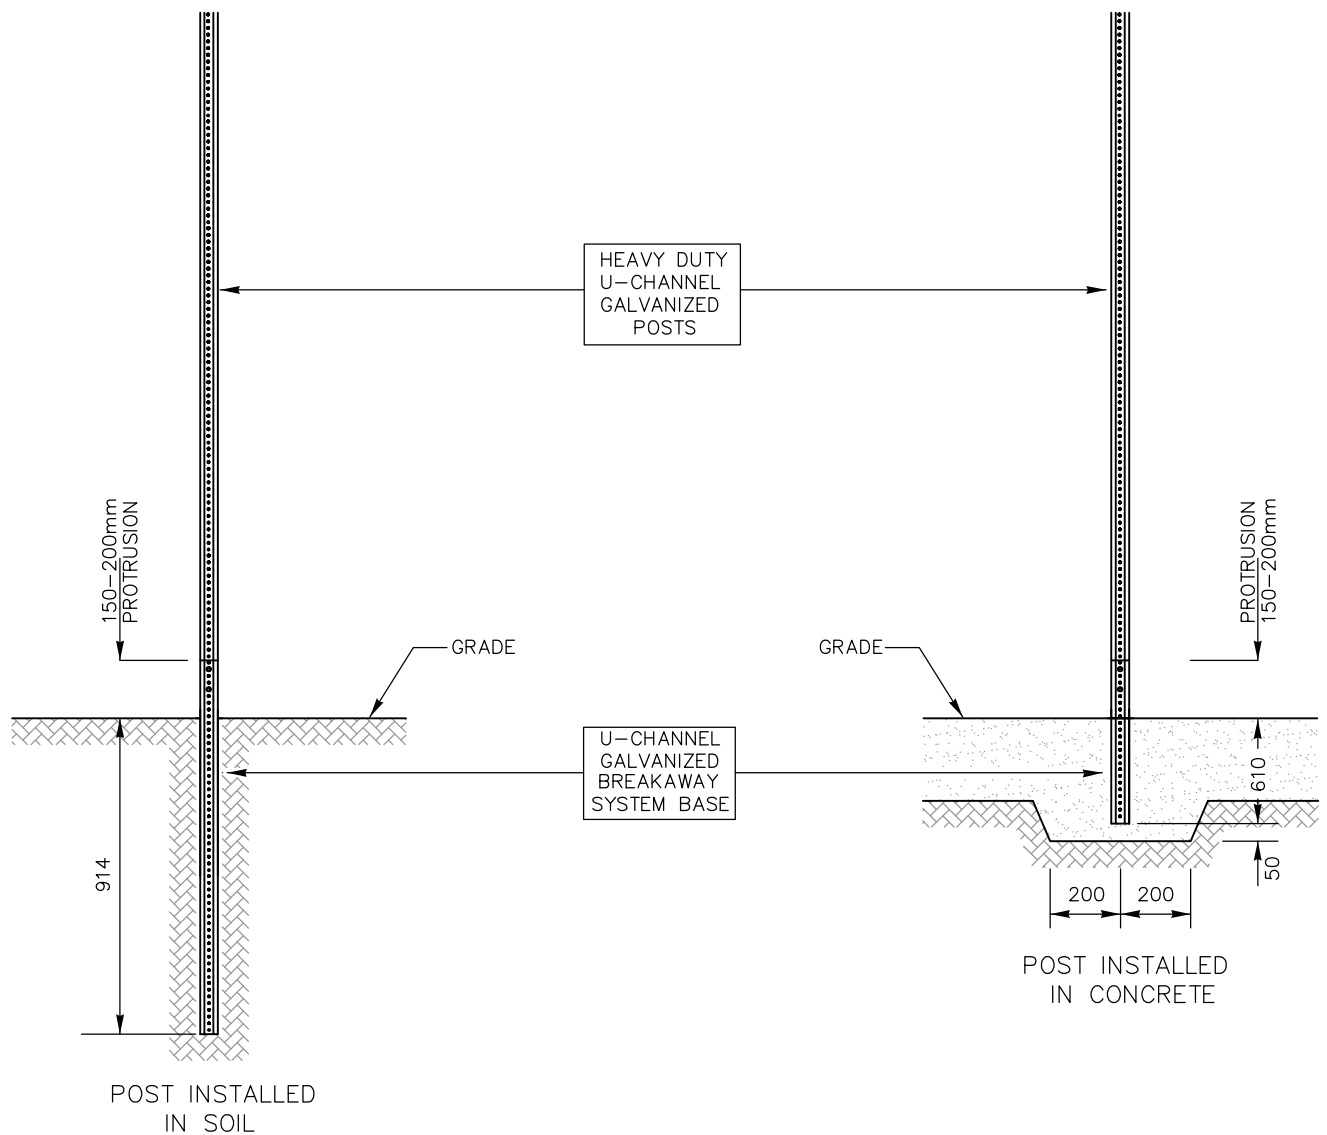 HEAVY DUTY
U-CHANNEL
GALVANIZED
POSTS
150-200mm
PROTRUSION
PROTRUSION
150-200mm
GRADE
GRADE
U-CHANNEL
GALVANIZED
BREAKAWAY
SYSTEM BASE
610
914
50
200
200
POST INSTALLED
IN CONCRETE
POST INSTALLED
IN SOIL